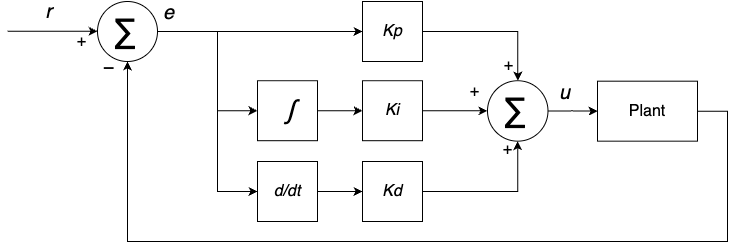 r
e
+
−
Σ
Kp
+
∫
Ki
+
Σ
u
Plant
d/dt
Kd
+